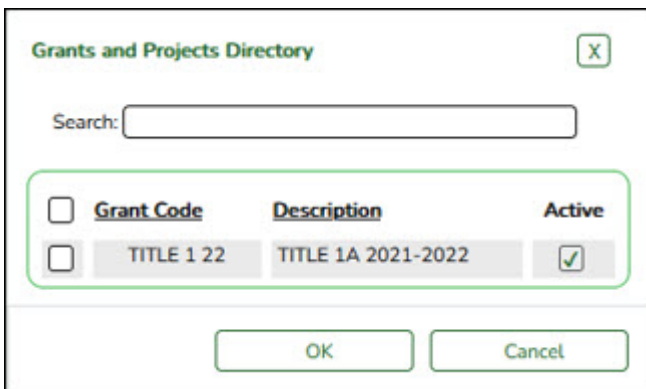 Grants and Projects Directory X
Search:
Grant Code Description Active
TITLE 1 22 TITLE 1A 2021-2022
OK Cancel